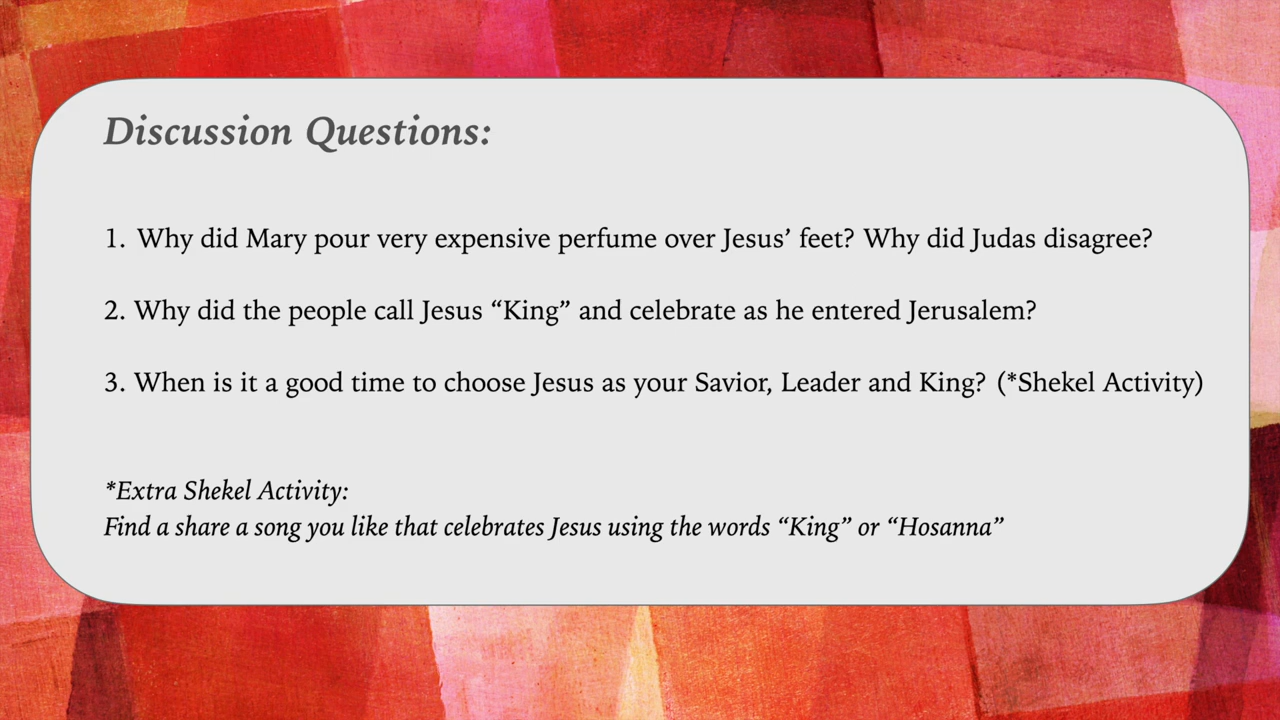 Discussion Questions:
1. Why did Mary pour very expensive perfume over Jesus’ feet? Why did Judas disagree?
2. Why did the people call Jesus “King” and celebrate as he entered Jerusalem?
3. When is it a good time to choose Jesus as your Savior, Leader and King? (*Shekel Activity)
*Extra Shekel Activity:
Find a share a song you like that celebrates Jesus using the words “King” or “Hosanna”